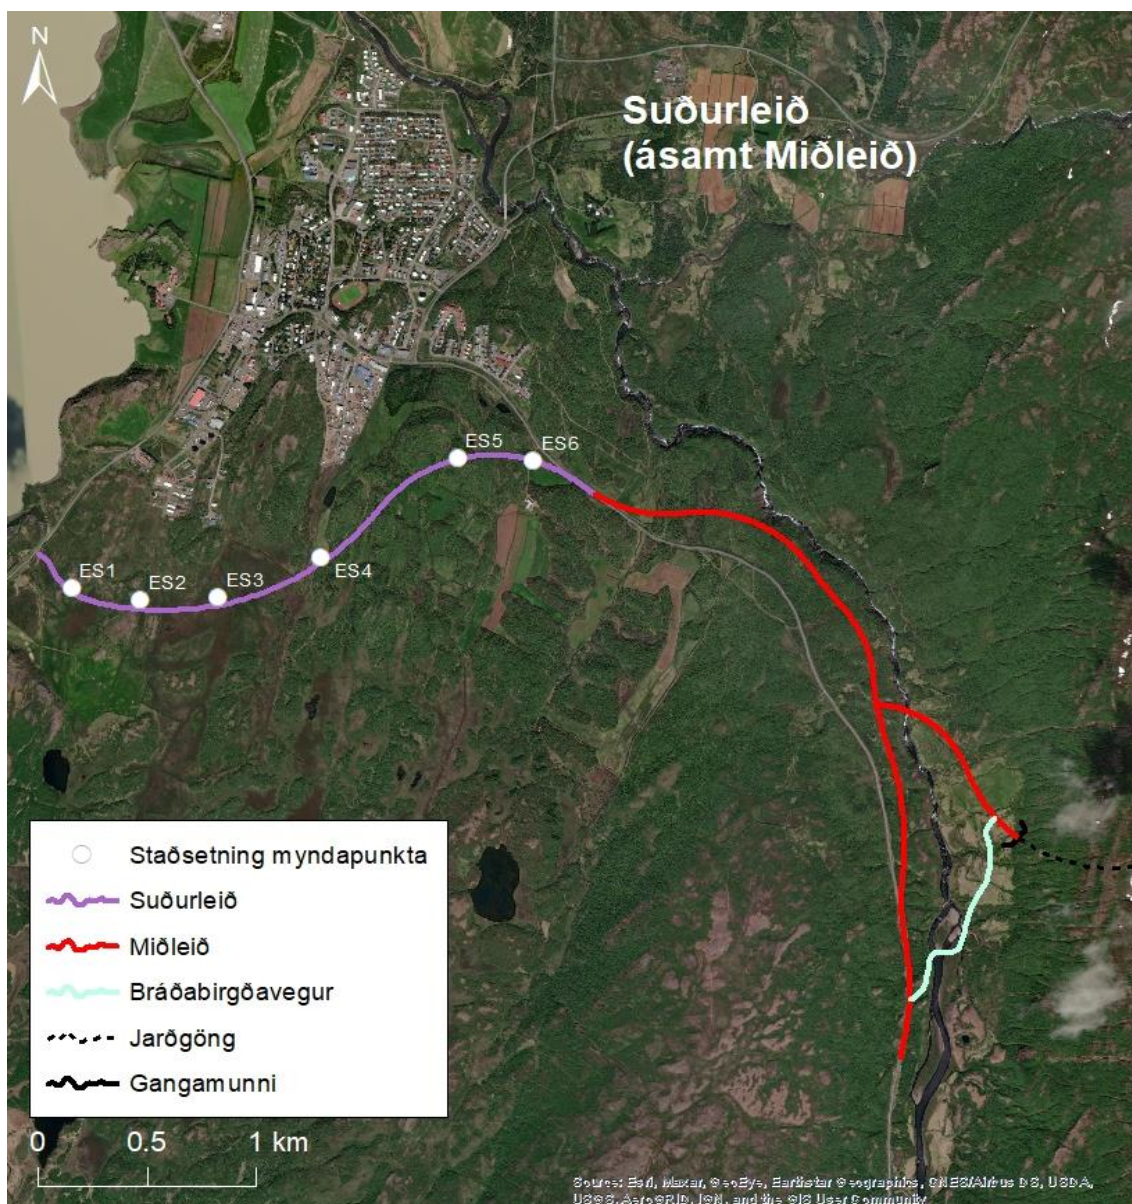 N
Suðurleið
(ásamt Miðleið)
ES5
ES6
ES1
ES2
ES3
ES4
Staðsetning myndapunkta
Suðurleið
Miðleið
Bráðabirgðavegur
Jarðgöng
Gangamunni
0 0.5 1 km
Source: Esri, Maxar, GeoEye, Earthstar Geographics, CNES/Airbus DS, USDA,
USGS, AeroGRID, IGN, and the GIS User Community